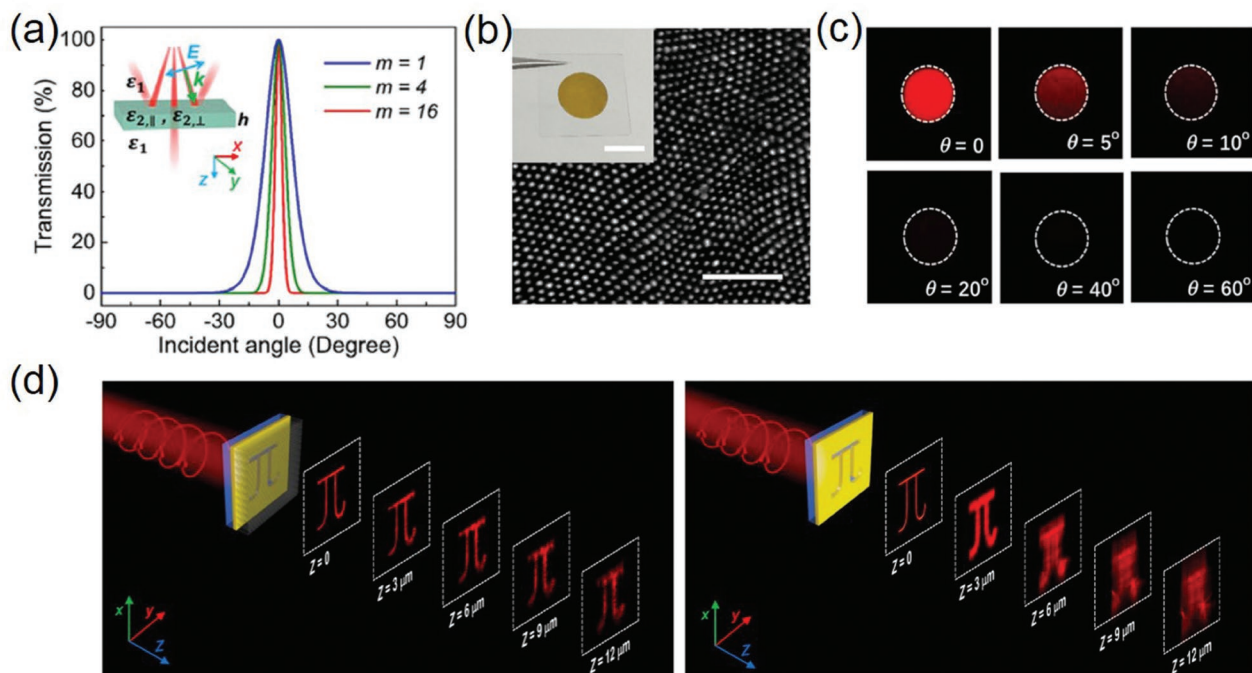 (a)
Transmission (%)
100
80
60
40
20
0
-90
-60
-30
0
30
60
90
Incident angle (Degree)
E
k
ε₁
ε₂,∥ , ε₂,⊥
h
ε₁
x
y
z
m = 1
m = 4
m = 16
(b)
(c)
θ = 0
θ = 5°
θ = 10°
θ = 20°
θ = 40°
θ = 60°
(d)
π
π
π
π
π
π
Z = 0
Z = 3 μm
Z = 6 μm
Z = 9 μm
Z = 12 μm
x
y
Z
π
π
π
π
π
π
Z = 0
Z = 3 μm
Z = 6 μm
Z = 9 μm
Z = 12 μm
x
y
Z